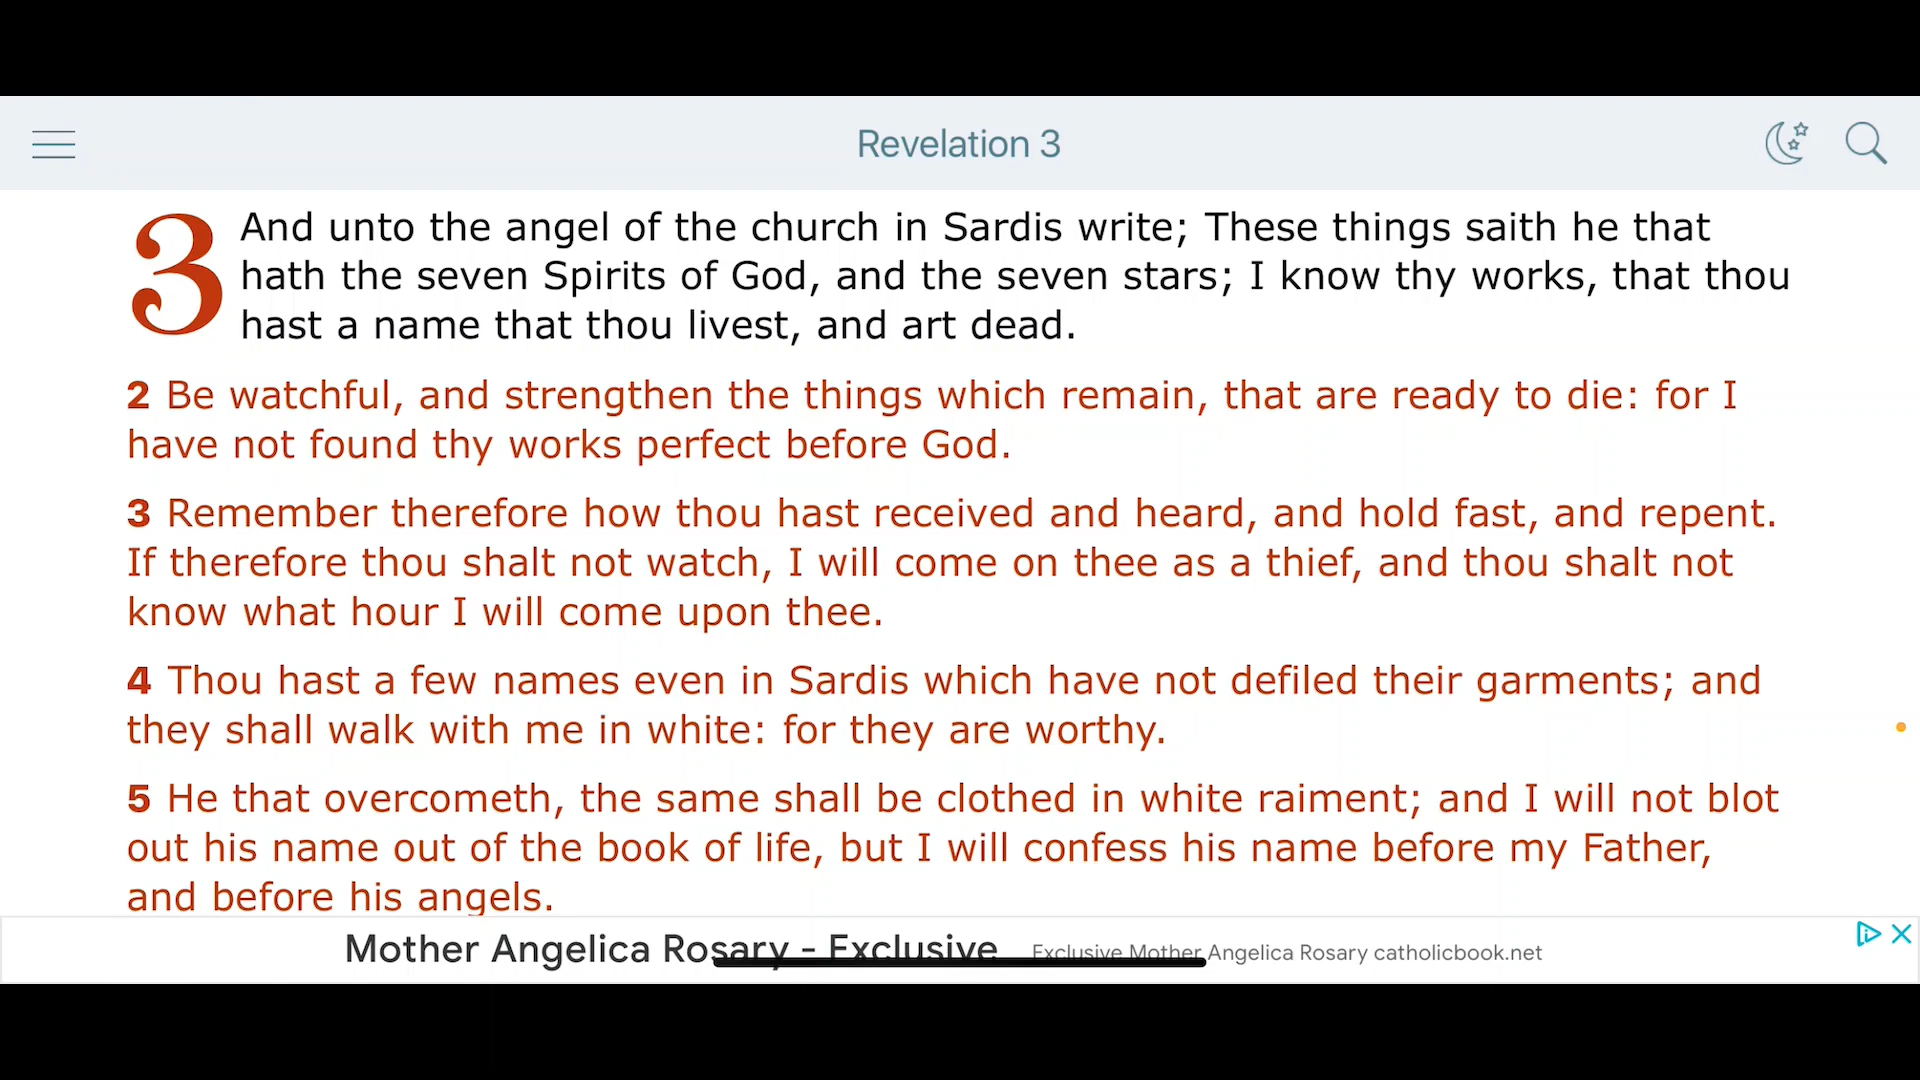 Revelation 3
3 And unto the angel of the church in Sardis write; These things saith he that
hath the seven Spirits of God, and the seven stars; I know thy works, that thou
hast a name that thou livest, and art dead.
2 Be watchful, and strengthen the things which remain, that are ready to die: for I
have not found thy works perfect before God.
3 Remember therefore how thou hast received and heard, and hold fast, and repent.
If therefore thou shalt not watch, I will come on thee as a thief, and thou shalt not
know what hour I will come upon thee.
4 Thou hast a few names even in Sardis which have not defiled their garments; and
they shall walk with me in white: for they are worthy.
5 He that overcometh, the same shall be clothed in white raiment; and I will not blot
out his name out of the book of life, but I will confess his name before my Father,
and before his angels.
Mother Angelica Rosary - Exclusive Exclusive Mother Angelica Rosary catholicbook.net